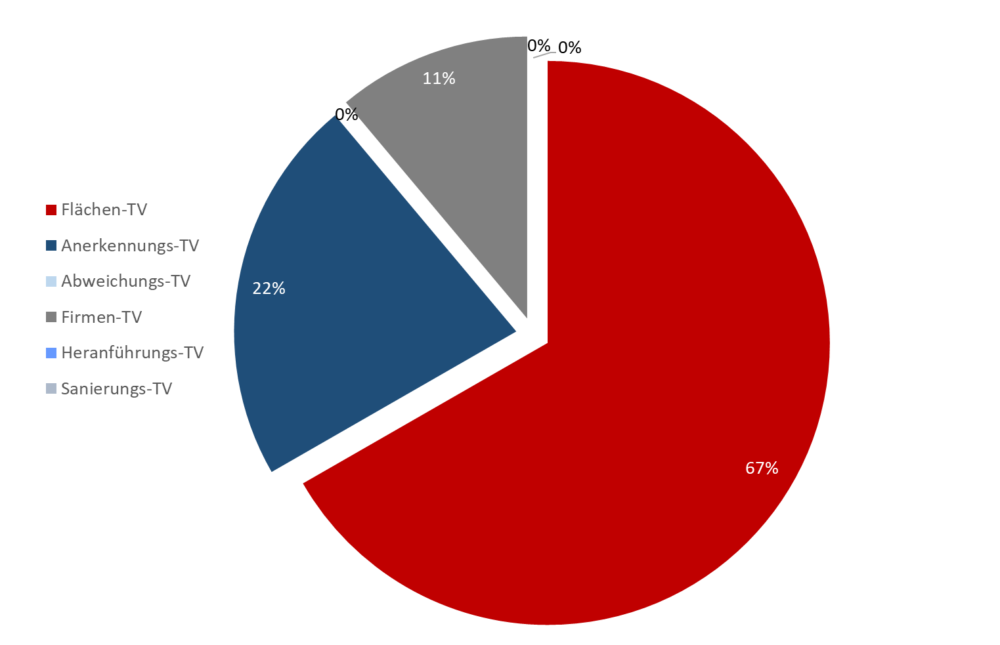 0%
0%
11%
0%
Flächen-TV
Anerkennungs-TV
Abweichungs-TV
22%
Firmen-TV
Heranführungs-TV
Sanierungs-TV
67%